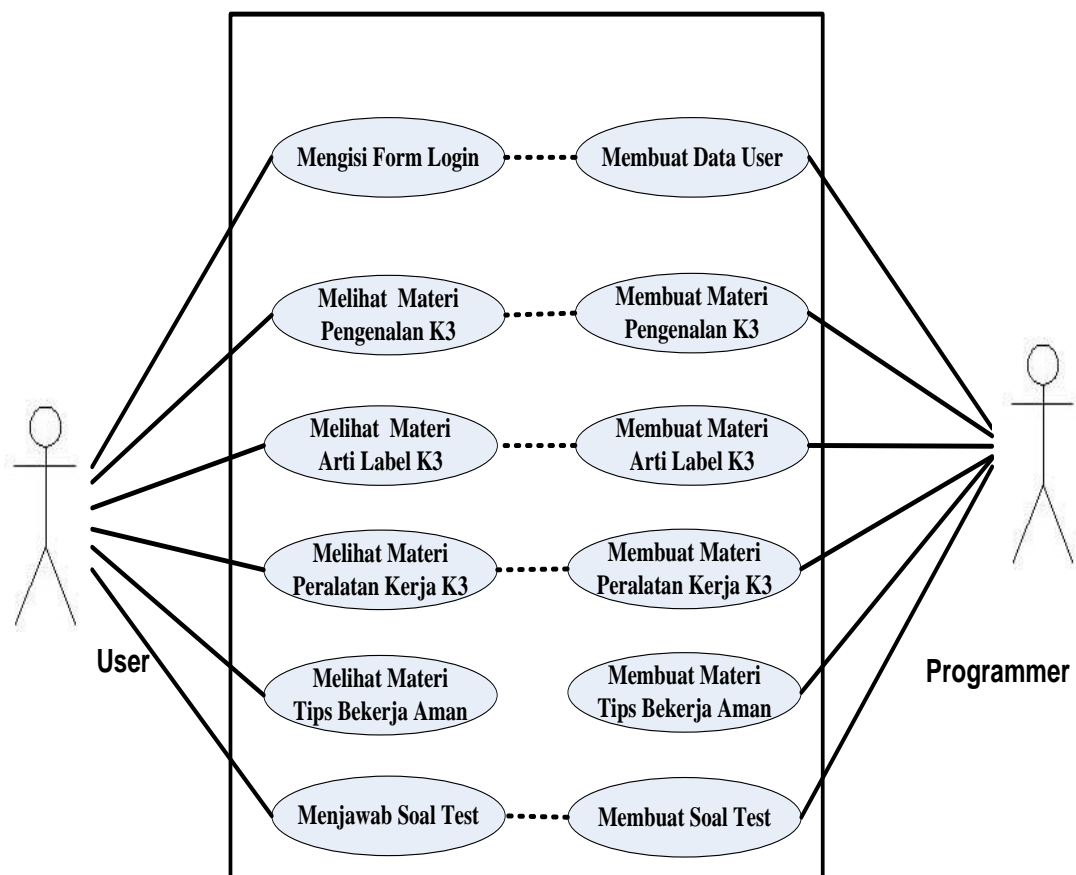 Mengisi Form Login
Membuat Data User
Melihat Materi
Pengenalan K3
Membuat Materi
Pengenalan K3
Melihat Materi
Arti Label K3
Membuat Materi
Arti Label K3
Melihat Materi
Peralatan Kerja K3
Membuat Materi
Peralatan Kerja K3
User
Melihat Materi
Tips Bekerja Aman
Membuat Materi
Tips Bekerja Aman
Programmer
Menjawab Soal Test
Membuat Soal Test